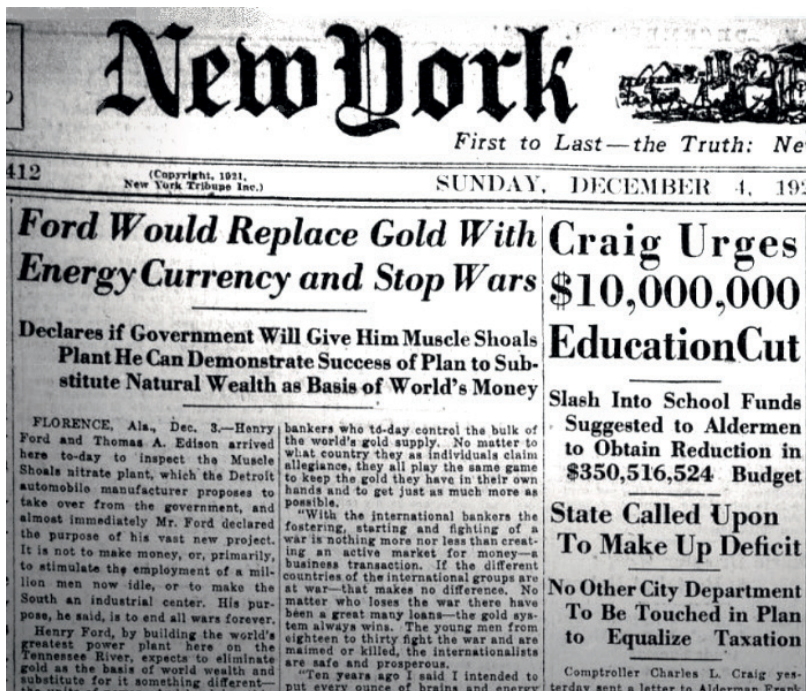 New York
First to Last—the Truth: Ne
412
(Copyright, 1921,
New York Tribune Inc.)
SUNDAY, DECEMBER 4, 192
Ford Would Replace Gold With
Energy Currency and Stop Wars
Declares if Government Will Give Him Muscle Shoals
Plant He Can Demonstrate Success of Plan to Sub-
stitute Natural Wealth as Basis of World's Money
FLORENCE, Ala., Dec. 3.—Henry
Ford and Thomas A. Edison arrived
here to-day to inspect the Muscle
Shoals nitrate plant, which the Detroit
automobile manufacturer proposes to
take over from the government, and
almost immediately Mr. Ford declared
the purpose of his vast new project.
It is not to make money, or, primarily,
to stimulate the employment of a mil-
lion men now idle, or to make the
South an industrial center. His pur-
pose, he said, is to end all wars forever.
Henry Ford, by building the world's
greatest power plant here on the
Tennessee River, expects to eliminate
gold as the basis of world wealth and
substitute for it something different—
bankers who to-day control the bulk of
the world's gold supply. No matter to
what country they as individuals claim
allegiance, they all play the same game
to keep the gold they have in their own
hands and to get just as much more as
possible.
"With the international bankers the
fostering, starting and fighting of a
war is nothing more nor less than creat-
ing an active market for money—a
business transaction. If the different
countries of the international groups are
at war—that makes no difference. No
matter who loses the war there have
been a great many loans—the gold sys-
tem always wins. The young men from
eighteen to thirty fight the war and are
maimed or killed, the internationalists
are safe and prosperous.
"Ten years ago I said I intended to
put every ounce of brains and energy
Craig Urges
$10,000,000
Education Cut
Slash Into School Funds
Suggested to Aldermen
to Obtain Reduction in
$350,516,524 Budget
State Called Upon
To Make Up Deficit
No Other City Department
To Be Touched in Plan
to Equalize Taxation
Comptroller Charles L. Craig yes-
terday sent a letter to Alderman